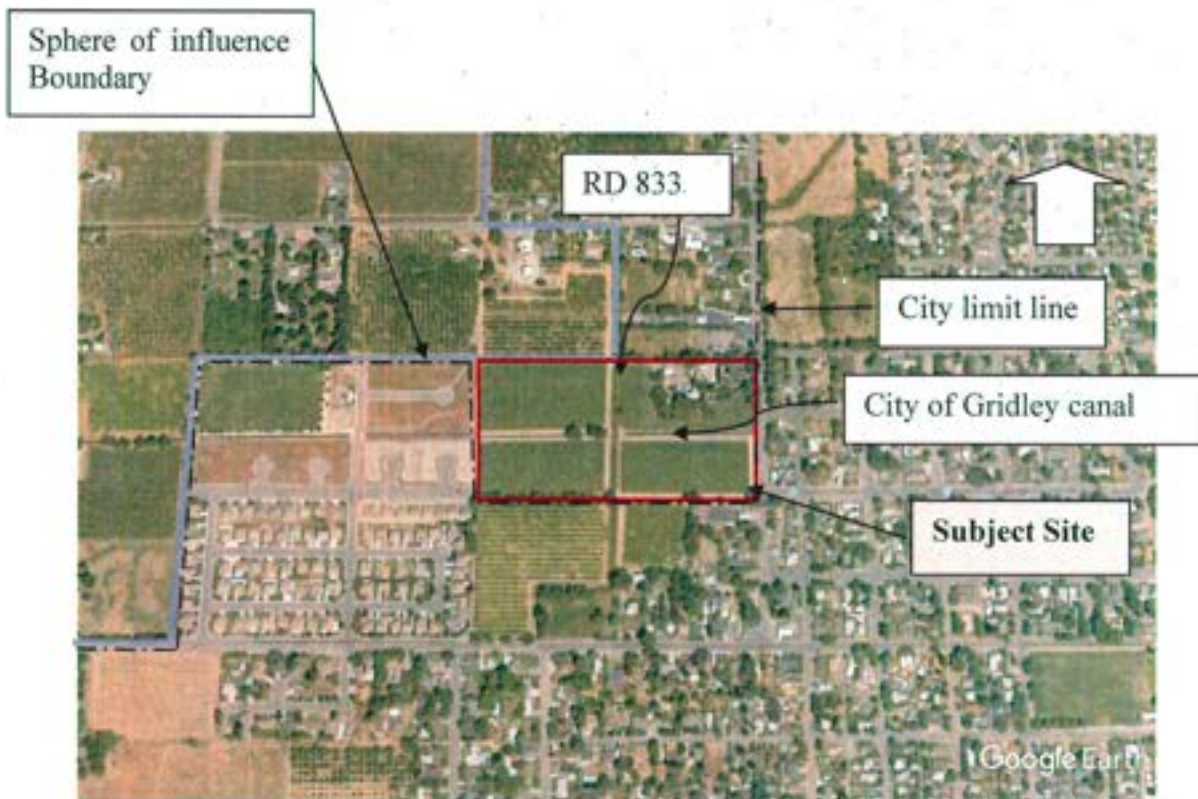 Sphere of influence
Boundary
RD 833
City limit line
City of Gridley canal
Subject Site
Google Earth